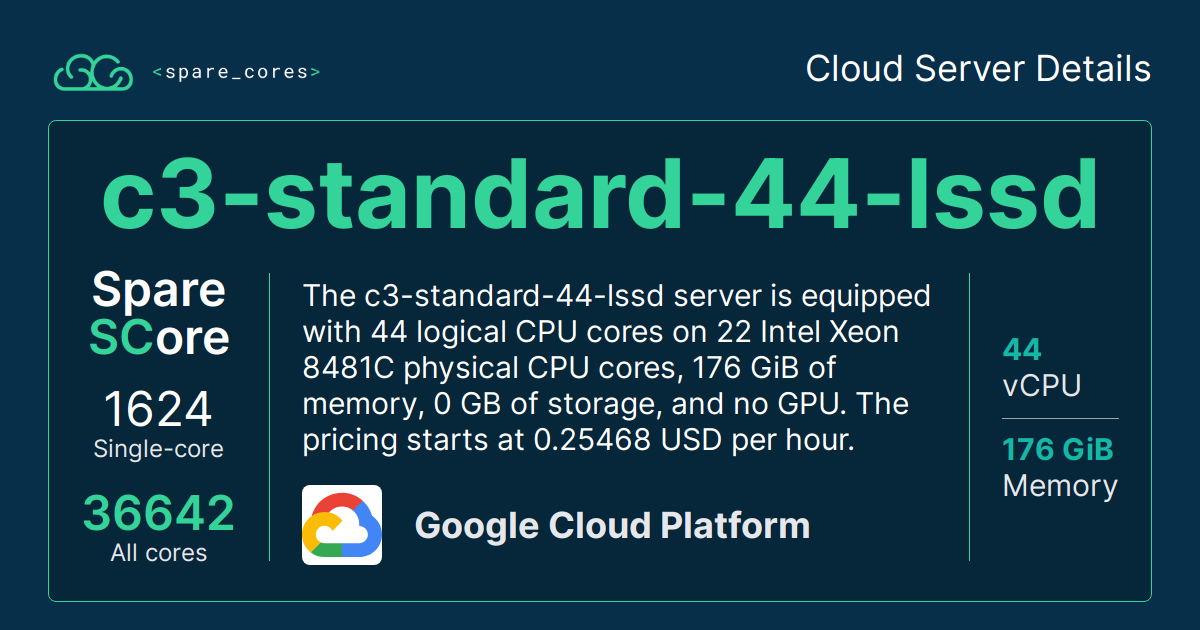 <spare_cores>
Cloud Server Details
c3-standard-44-lssd
Spare
SCore
1624
Single-core
36642
All cores
The c3-standard-44-lssd server is equipped
with 44 logical CPU cores on 22 Intel Xeon
8481C physical CPU cores, 176 GiB of
memory, 0 GB of storage, and no GPU. The
pricing starts at 0.25468 USD per hour.
Google Cloud Platform
44
vCPU
176 GiB
Memory